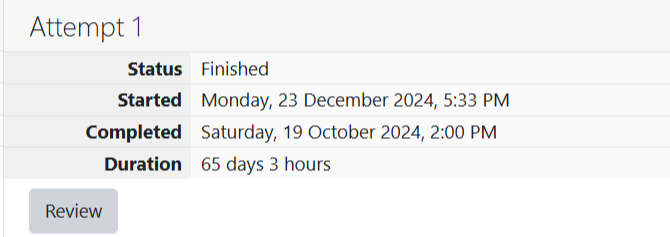 Attempt 1
Status Finished
Started Monday, 23 December 2024, 5:33 PM
Completed Saturday, 19 October 2024, 2:00 PM
Duration 65 days 3 hours
Review